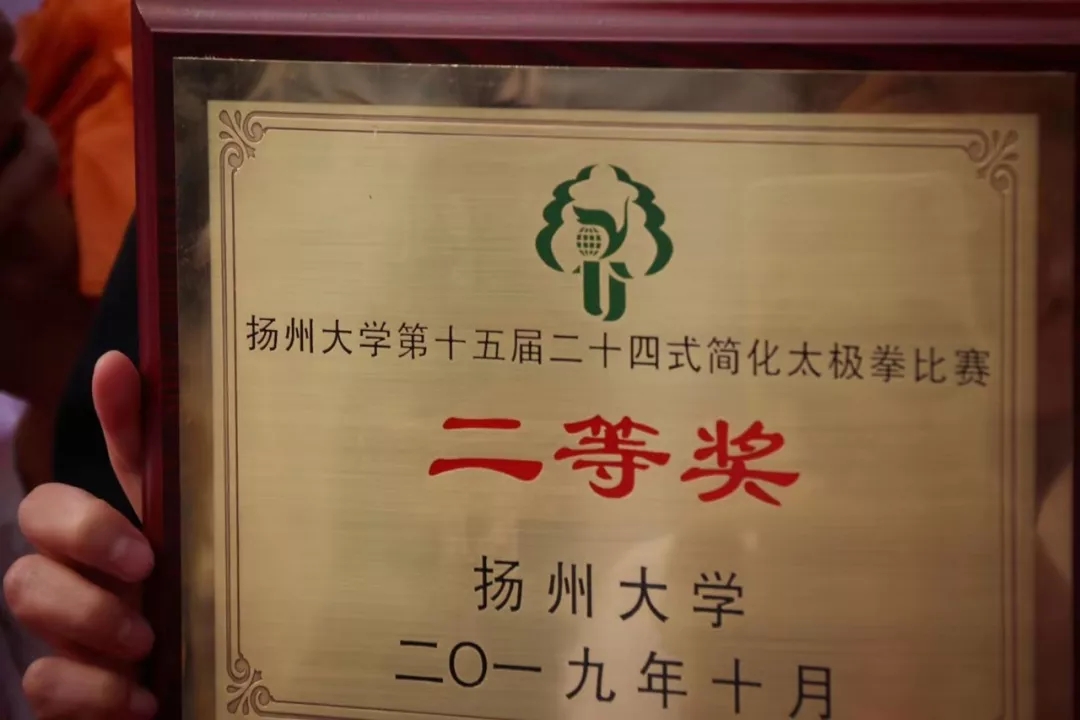 扬州大学第十五届二十四式简化太极拳比赛
二等奖
扬州大学
二〇一九年十月